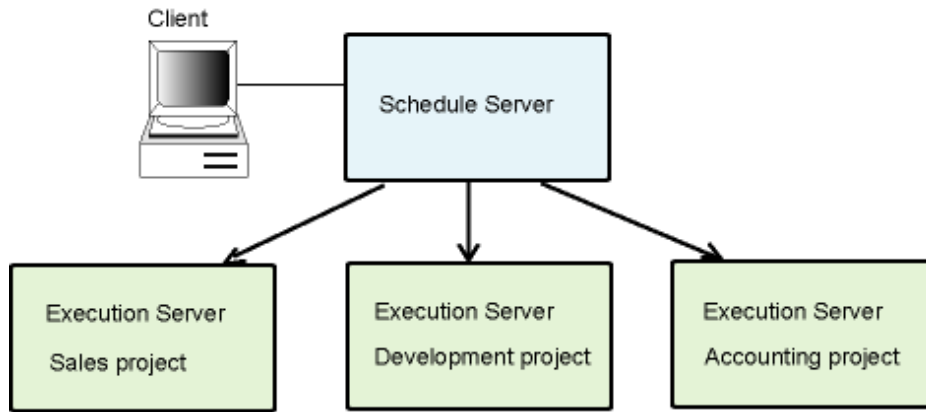 Client
Schedule Server
Execution Server
Sales project
Execution Server
Development project
Execution Server
Accounting project